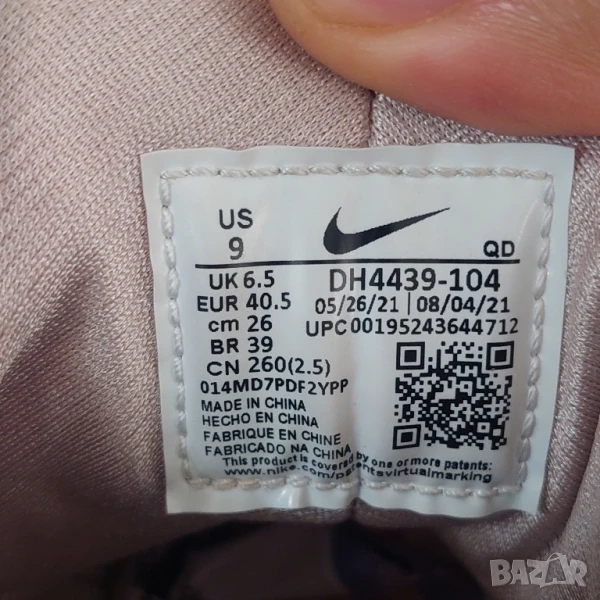 US
9
QD
UK 6.5
DH4439-104
EUR 40.5
05/26/21 | 08/04/21
cm 26
UPC 00195243644712
BR 39
CN 260(2.5)
014MD7PDF2YPP
MADE IN CHINA
HECHO EN CHINA
FABRIQUE EN CHINE
FABRICADO NA CHINA
This product is covered by one or more patents:
www.nike.com/patentsvirtualmarking
BAZAR